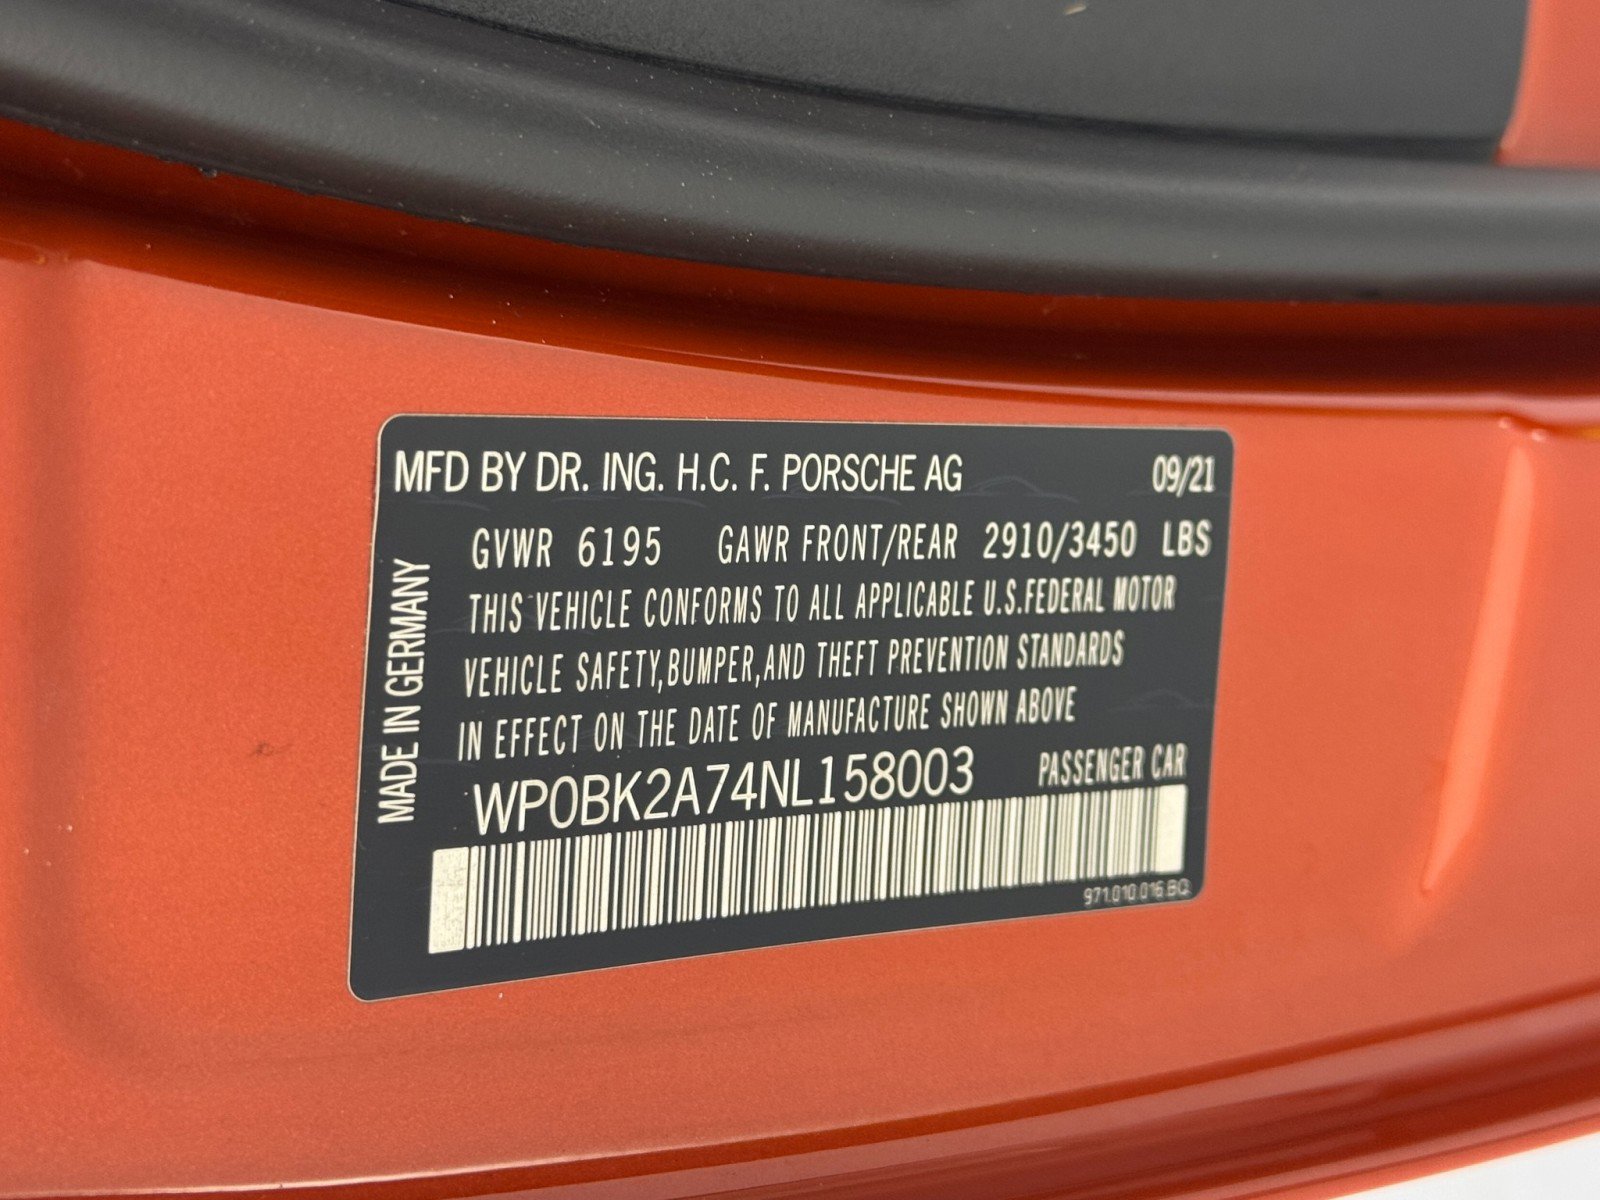 MFD BY DR. ING. H.C. F. PORSCHE AG 09/21
GVWR 6195 GAWR FRONT/REAR 2910/3450 LBS
THIS VEHICLE CONFORMS TO ALL APPLICABLE U.S.FEDERAL MOTOR
VEHICLE SAFETY,BUMPER,AND THEFT PREVENTION STANDARDS
IN EFFECT ON THE DATE OF MANUFACTURE SHOWN ABOVE
WP0BK2A74NL158003 PASSENGER CAR
971.010.016.BQ
MADE IN GERMANY